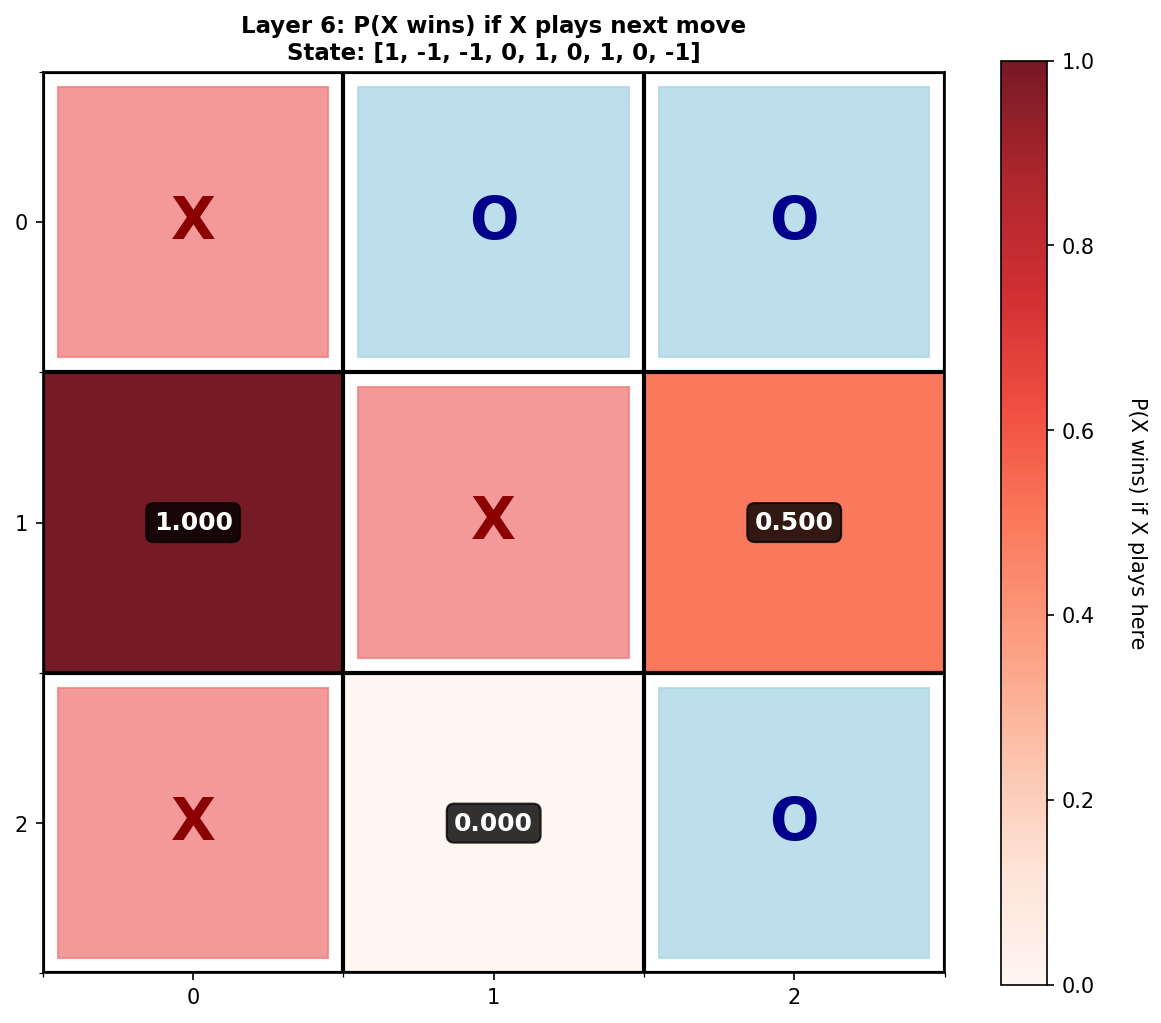 Layer 6: P(X wins) if X plays next move
State: [1, -1, -1, 0, 1, 0, 1, 0, -1]
X O O
1.000 X 0.500
X 0.000 O
0
1
2
0 1 2
1.0
0.8
0.6
0.4
0.2
0.0
P(X wins) if X plays here